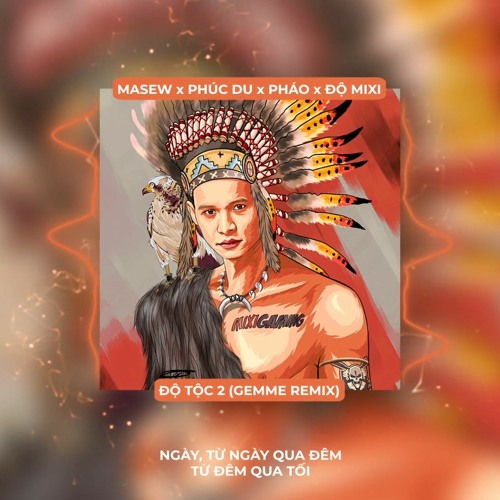 MASEW x PHÚC DU x PHÁO x ĐỘ MIXI
MIXIGAMING
ĐỘ TỘC 2 (GEMME REMIX)
NGÀY, TỪ NGÀY QUA ĐÊM
TỪ ĐÊM QUA TỐI